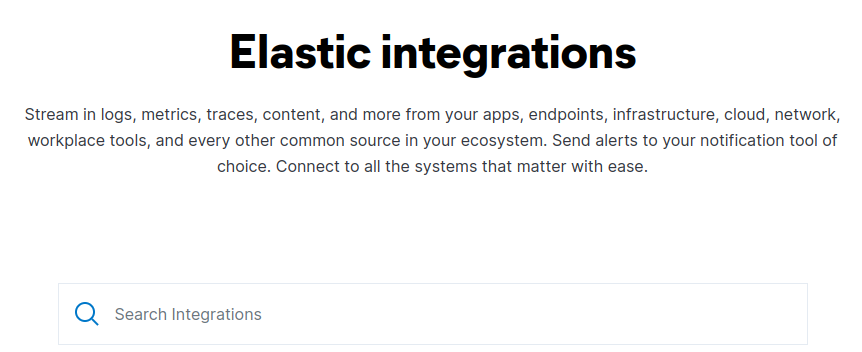 Elastic integrations
Stream in logs, metrics, traces, content, and more from your apps, endpoints, infrastructure, cloud, network,
workplace tools, and every other common source in your ecosystem. Send alerts to your notification tool of
choice. Connect to all the systems that matter with ease.
Search Integrations